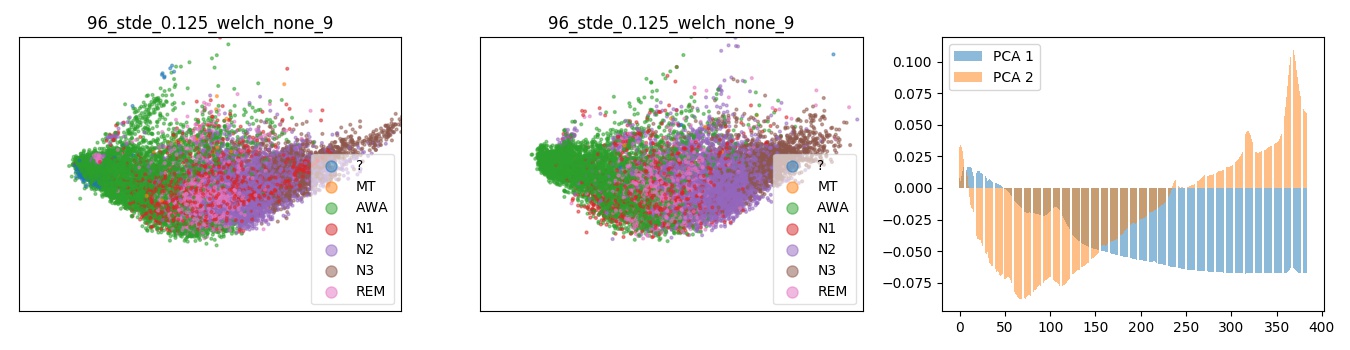 96_stde_0.125_welch_none_9
?
MT
AWA
N1
N2
N3
REM
96_stde_0.125_welch_none_9
?
MT
AWA
N1
N2
N3
REM
PCA 1
PCA 2
0.100
0.075
0.050
0.025
0.000
−0.025
−0.050
−0.075
0 50 100 150 200 250 300 350 400